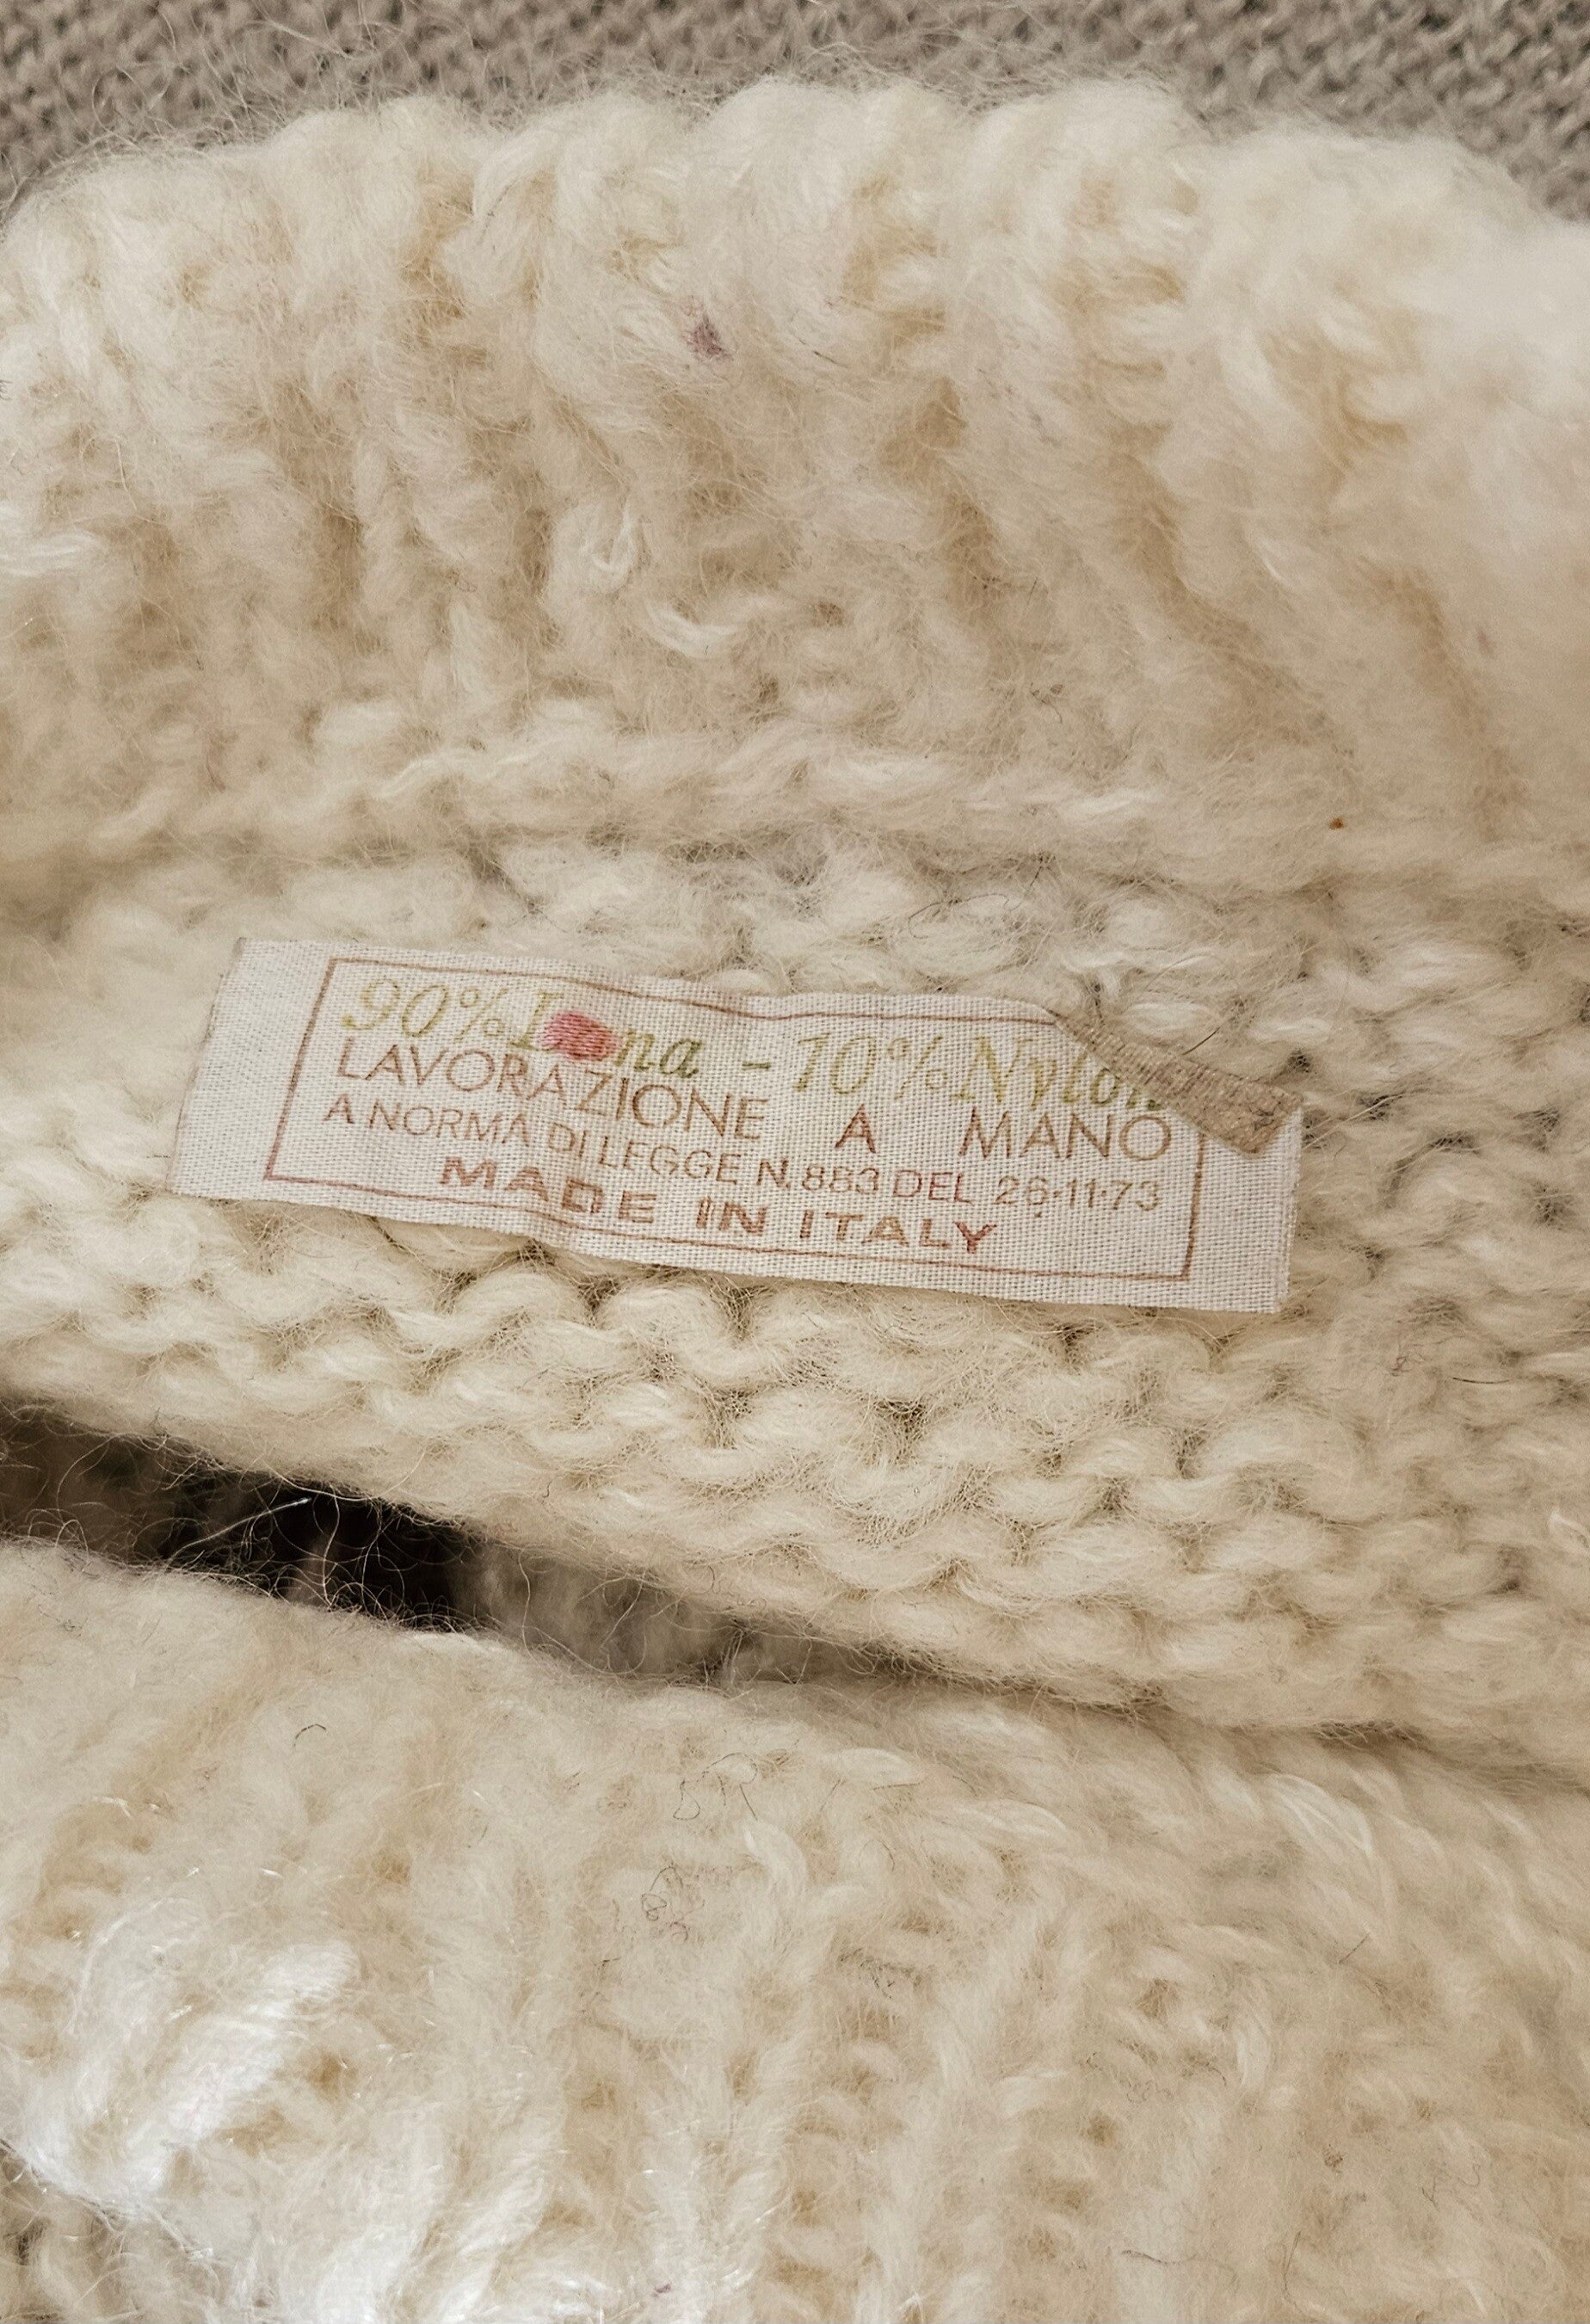 90% Lana - 10% Nylon
LAVORAZIONE A MANO
A NORMA DI LEGGE N. 883 DEL 26·11·73
MADE IN ITALY